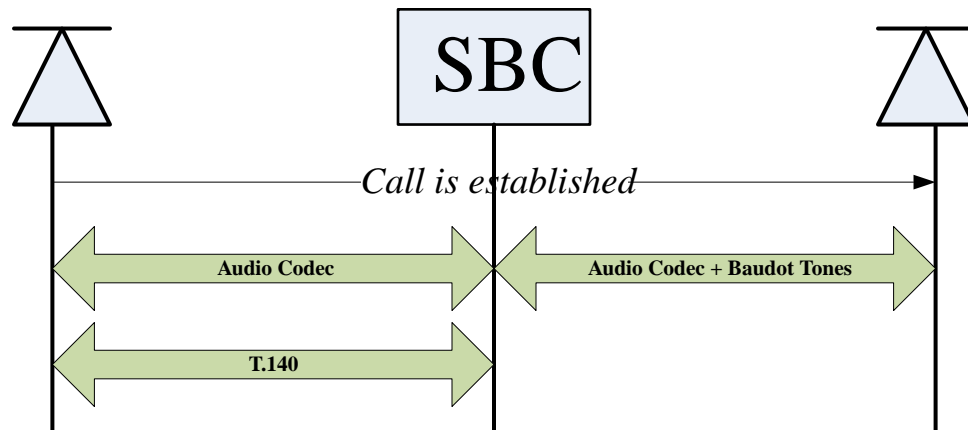 SBC
Call is established
Audio Codec
Audio Codec + Baudot Tones
T.140